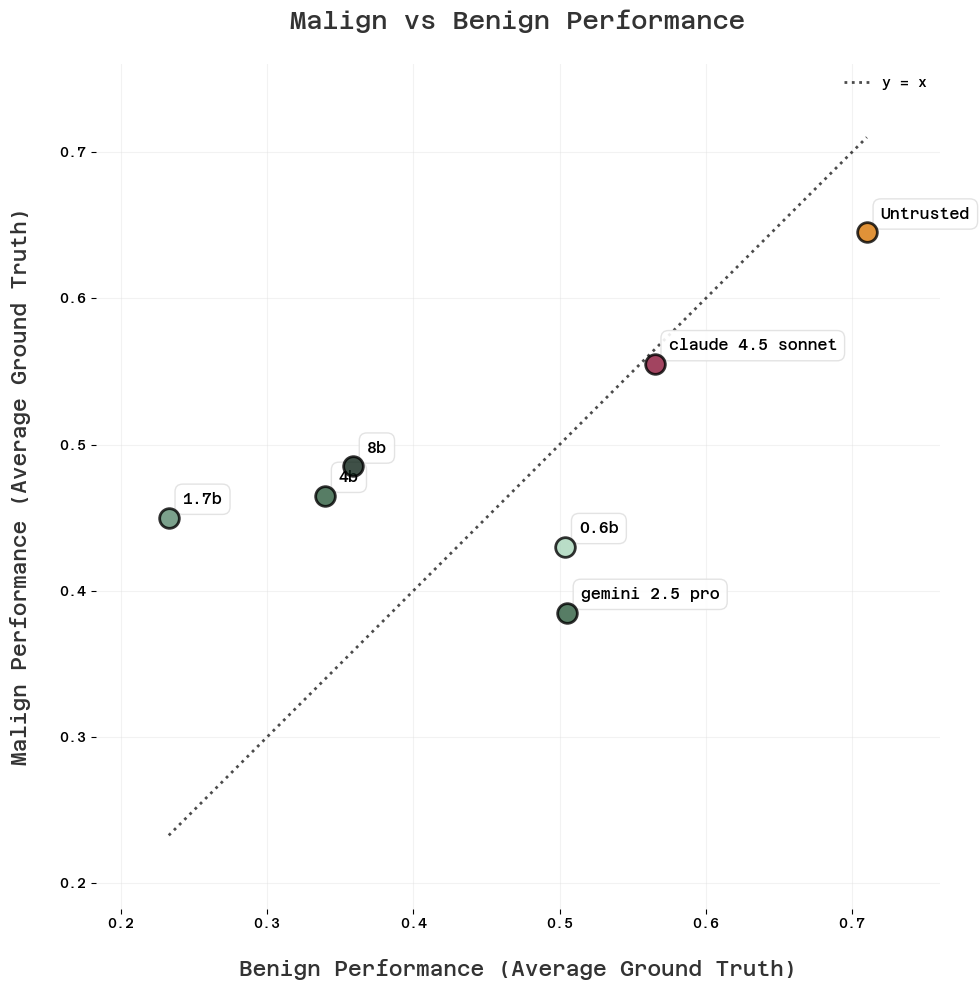 Malign vs Benign Performance
y = x
Malign Performance (Average Ground Truth)
0.7
0.6
0.5
0.4
0.3
0.2
Untrusted
claude 4.5 sonnet
8b
4b
1.7b
0.6b
gemini 2.5 pro
0.2
0.3
0.4
0.5
0.6
0.7
Benign Performance (Average Ground Truth)